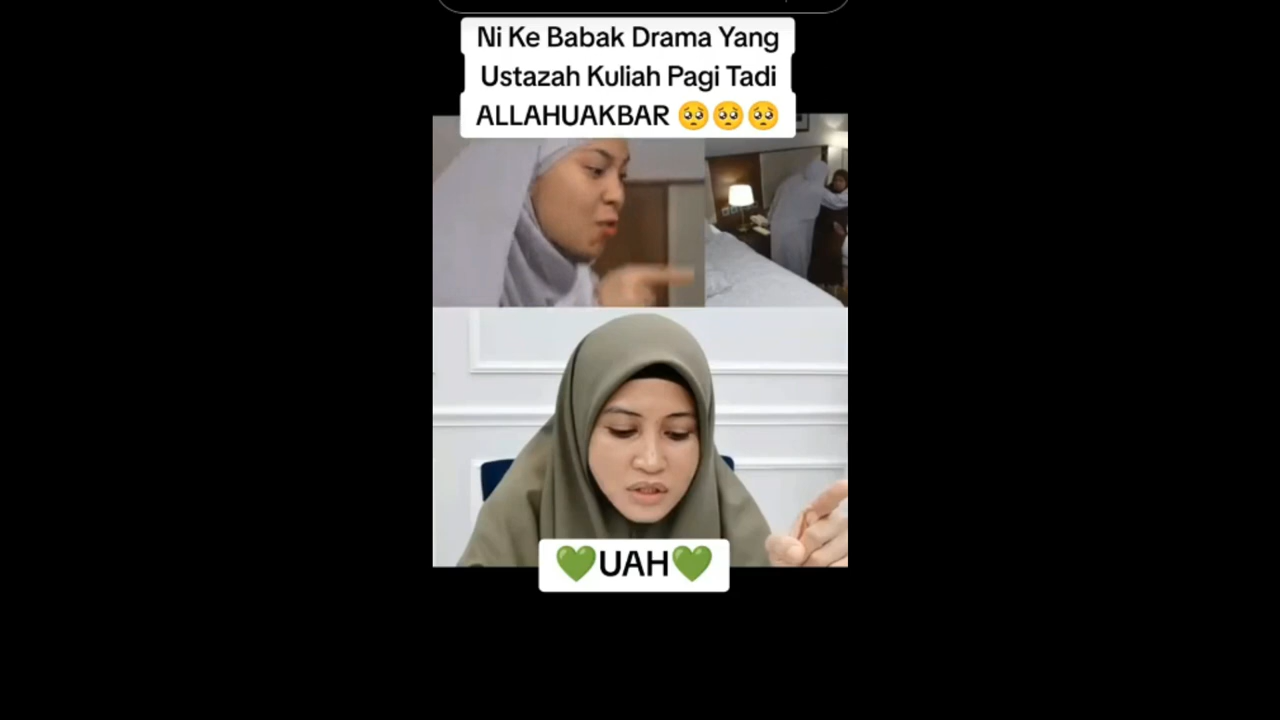 Ni Ke Babak Drama Yang
Ustazah Kuliah Pagi Tadi
ALLAHUAKBAR 🥺🥺🥺
💚UAH💚